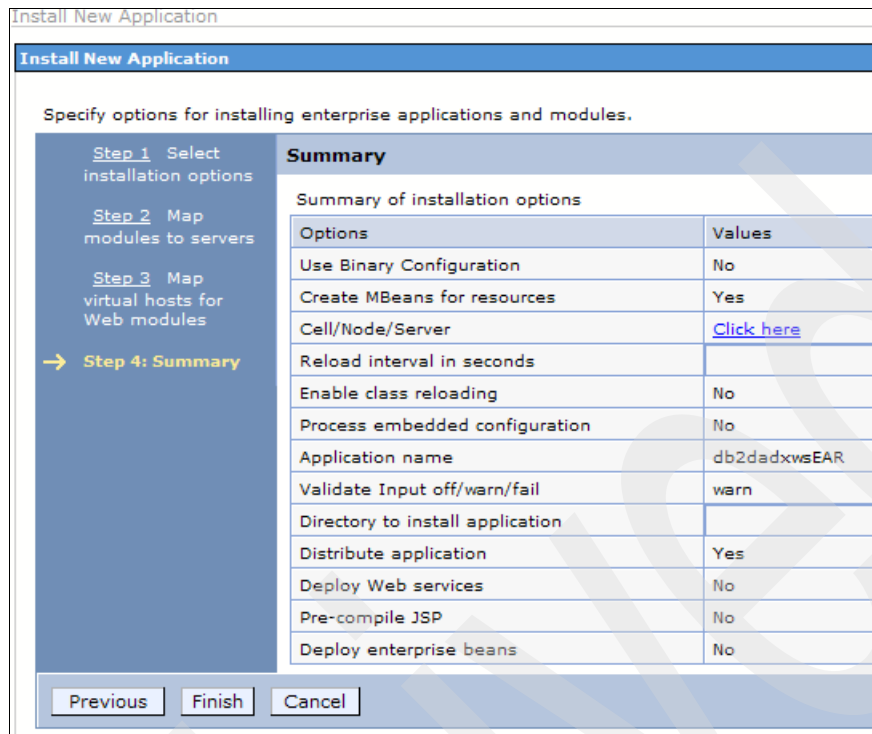 Install New Application
Install New Application
Specify options for installing enterprise applications and modules.
Step 1 Select
installation options
Step 2 Map
modules to servers
Step 3 Map
virtual hosts for
Web modules
Step 4: Summary
Summary
Summary of installation options
Options Values
Use Binary Configuration No
Create MBeans for resources Yes
Cell/Node/Server Click here
Reload interval in seconds
Enable class reloading No
Process embedded configuration No
Application name db2dadxwsEAR
Validate Input off/warn/fail warn
Directory to install application
Distribute application Yes
Deploy Web services No
Pre-compile JSP No
Deploy enterprise beans No
Previous Finish Cancel